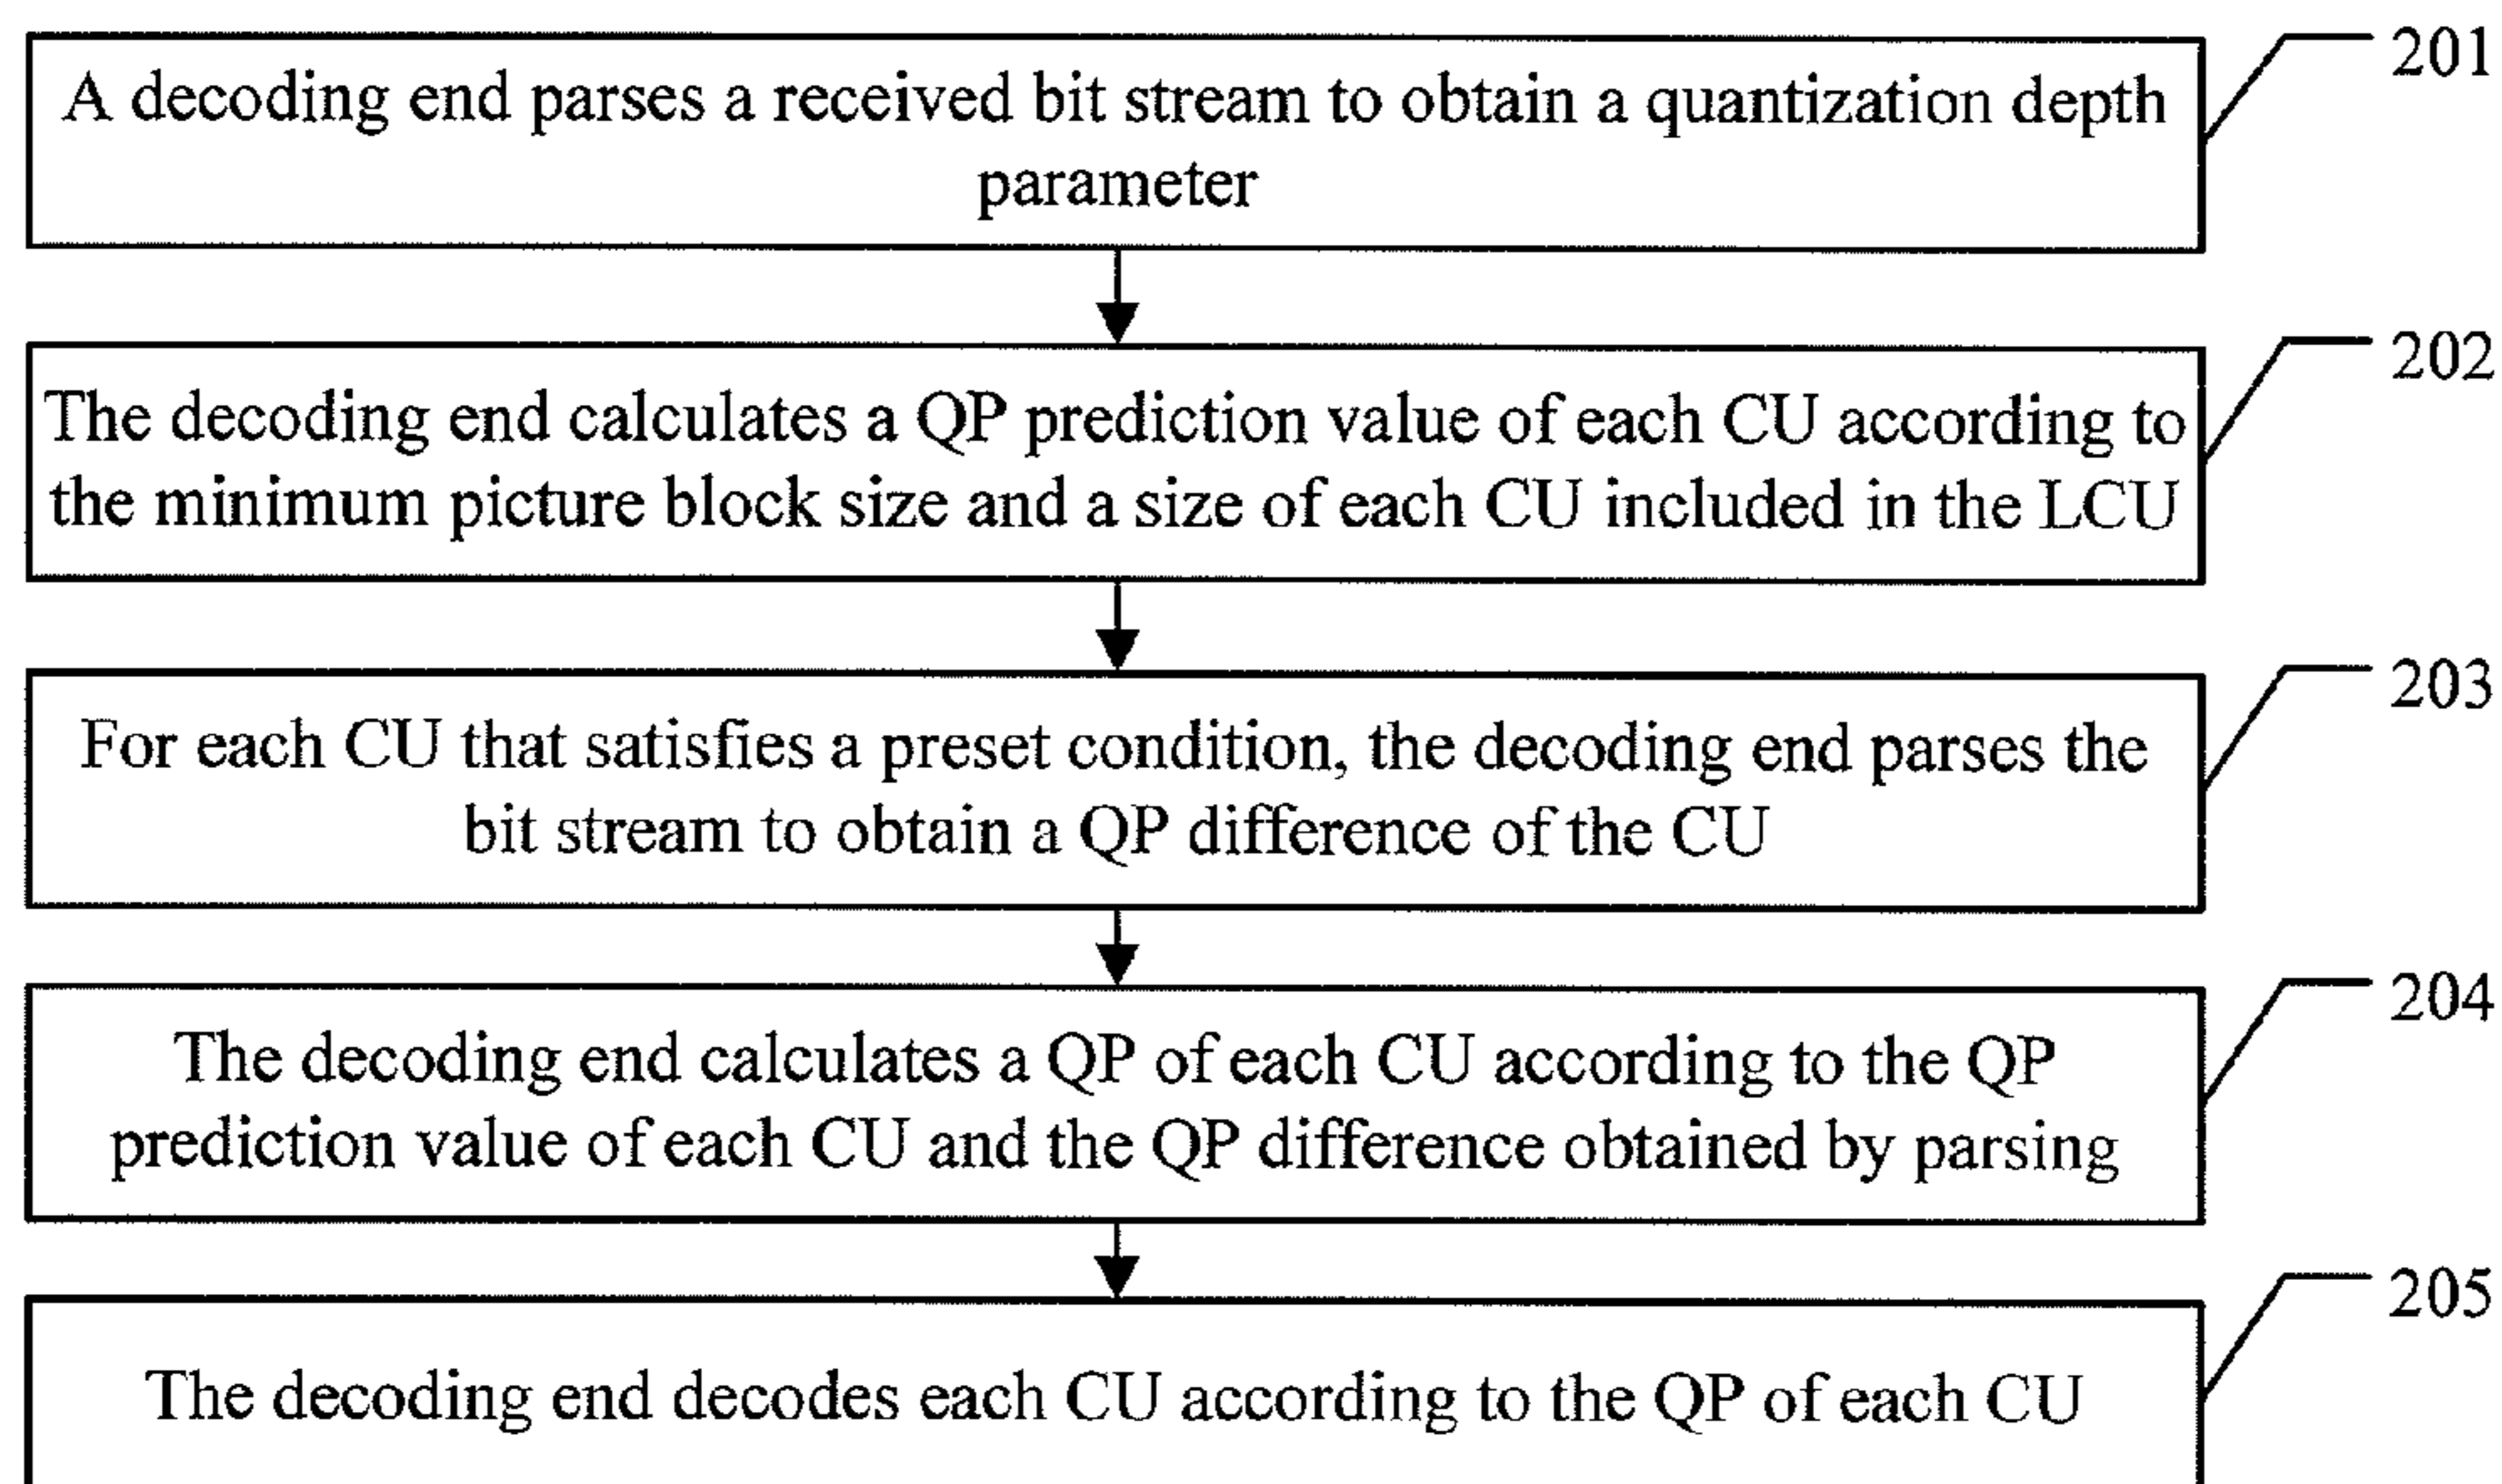 201
A decoding end parses a received bit stream to obtain a quantization depth
parameter
202
The decoding end calculates a QP prediction value of each CU according to
the minimum picture block size and a size of each CU included in the LCU
203
For each CU that satisfies a preset condition, the decoding end parses the
bit stream to obtain a QP difference of the CU
204
The decoding end calculates a QP of each CU according to the QP
prediction value of each CU and the QP difference obtained by parsing
205
The decoding end decodes each CU according to the QP of each CU